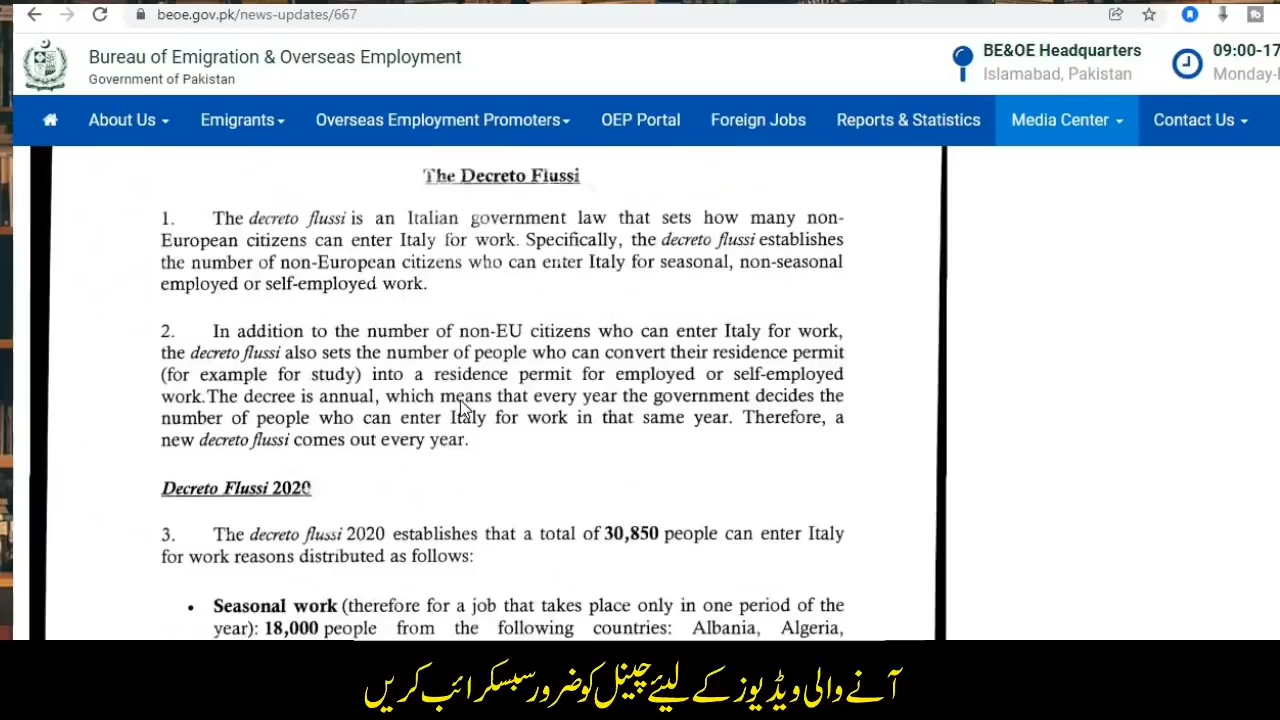 beoe.gov.pk/news-updates/667
Bureau of Emigration & Overseas Employment
Government of Pakistan
BE&OE Headquarters
Islamabad, Pakistan
09:00-17
Monday-
About Us Emigrants Overseas Employment Promoters OEP Portal Foreign Jobs Reports & Statistics Media Center Contact Us
The Decreto Flussi
1. The decreto flussi is an Italian government law that sets how many non-
European citizens can enter Italy for work. Specifically, the decreto flussi establishes
the number of non-European citizens who can enter Italy for seasonal, non-seasonal
employed or self-employed work.
2. In addition to the number of non-EU citizens who can enter Italy for work,
the decreto flussi also sets the number of people who can convert their residence permit
(for example for study) into a residence permit for employed or self-employed
work.The decree is annual, which means that every year the government decides the
number of people who can enter Italy for work in that same year. Therefore, a
new decreto flussi comes out every year.
Decreto Flussi 2020
3. The decreto flussi 2020 establishes that a total of 30,850 people can enter Italy
for work reasons distributed as follows:
• Seasonal work (therefore for a job that takes place only in one period of the
year): 18,000 people from the following countries: Albania, Algeria,
آنے والی ویڈیوز کے لیئے چینل کو ضرور سبسکرائب کریں